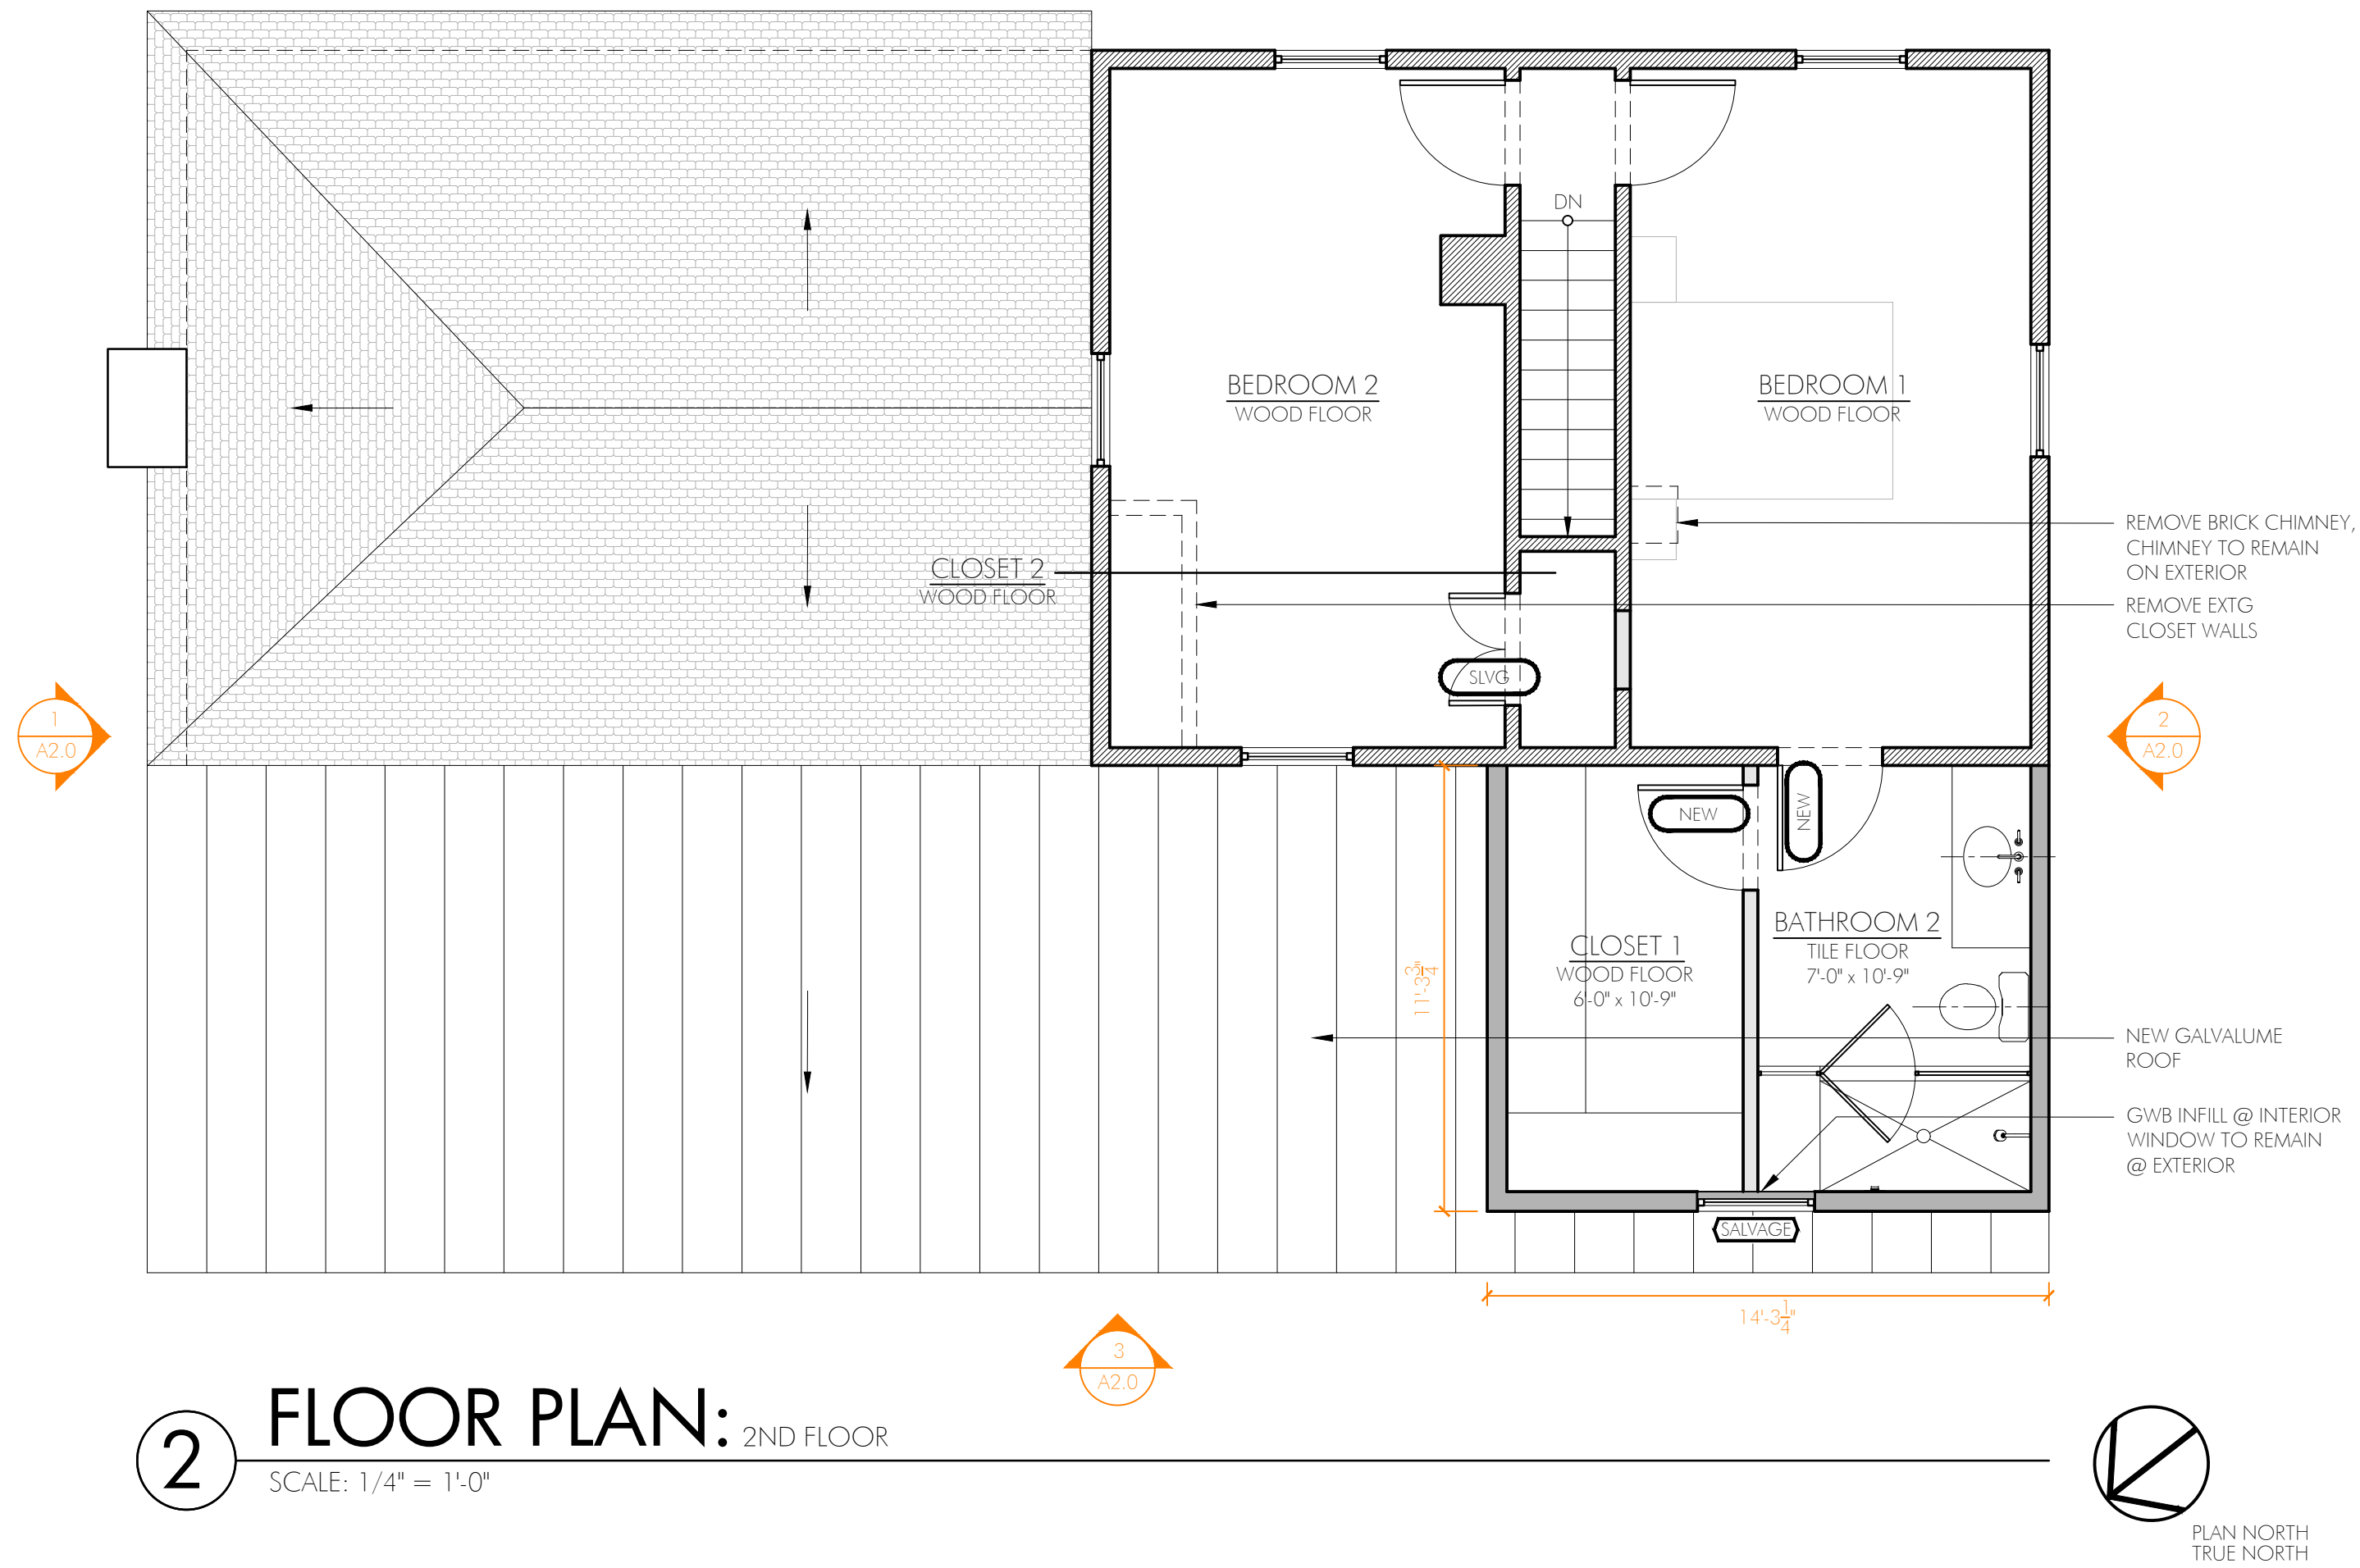 DN
BEDROOM 2
WOOD FLOOR
BEDROOM 1
WOOD FLOOR
REMOVE BRICK CHIMNEY,
CHIMNEY TO REMAIN
ON EXTERIOR
CLOSET 2
WOOD FLOOR
REMOVE EXTG
CLOSET WALLS
SLVG
1
A2.0
2
A2.0
NEW
NEW
BATHROOM 2
TILE FLOOR
7'-0" x 10'-9"
CLOSET 1
WOOD FLOOR
6'-0" x 10'-9"
11'-3 3/4"
NEW GALVALUME
ROOF
GWB INFILL @ INTERIOR
WINDOW TO REMAIN
@ EXTERIOR
SALVAGE
14'-3 1/4"
3
A2.0
2
FLOOR PLAN: 2ND FLOOR
SCALE: 1/4" = 1'-0"
PLAN NORTH
TRUE NORTH